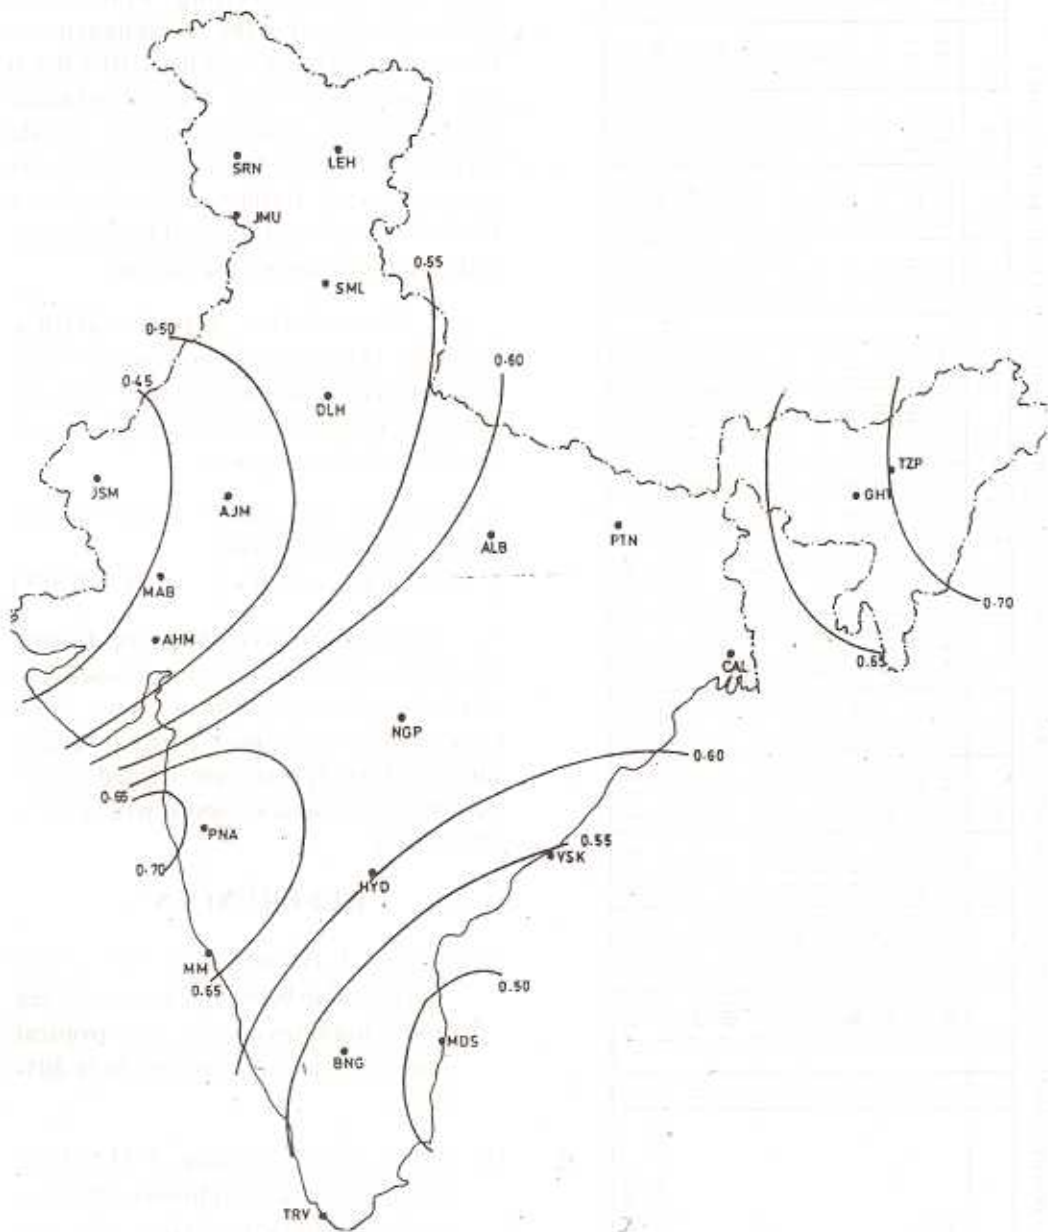 SRN
LEH
JMU
0.55
SML
0.50
0.60
0.45
DLH
TZP
JSM
GHT
AJM
PTN
ALB
MAB
0.70
AHM
0.65
CAL
NGP
0.60
0.65
0.55
PNA
VSK
0.70
HYD
MM
0.65
0.50
MDS
BNG
TRV